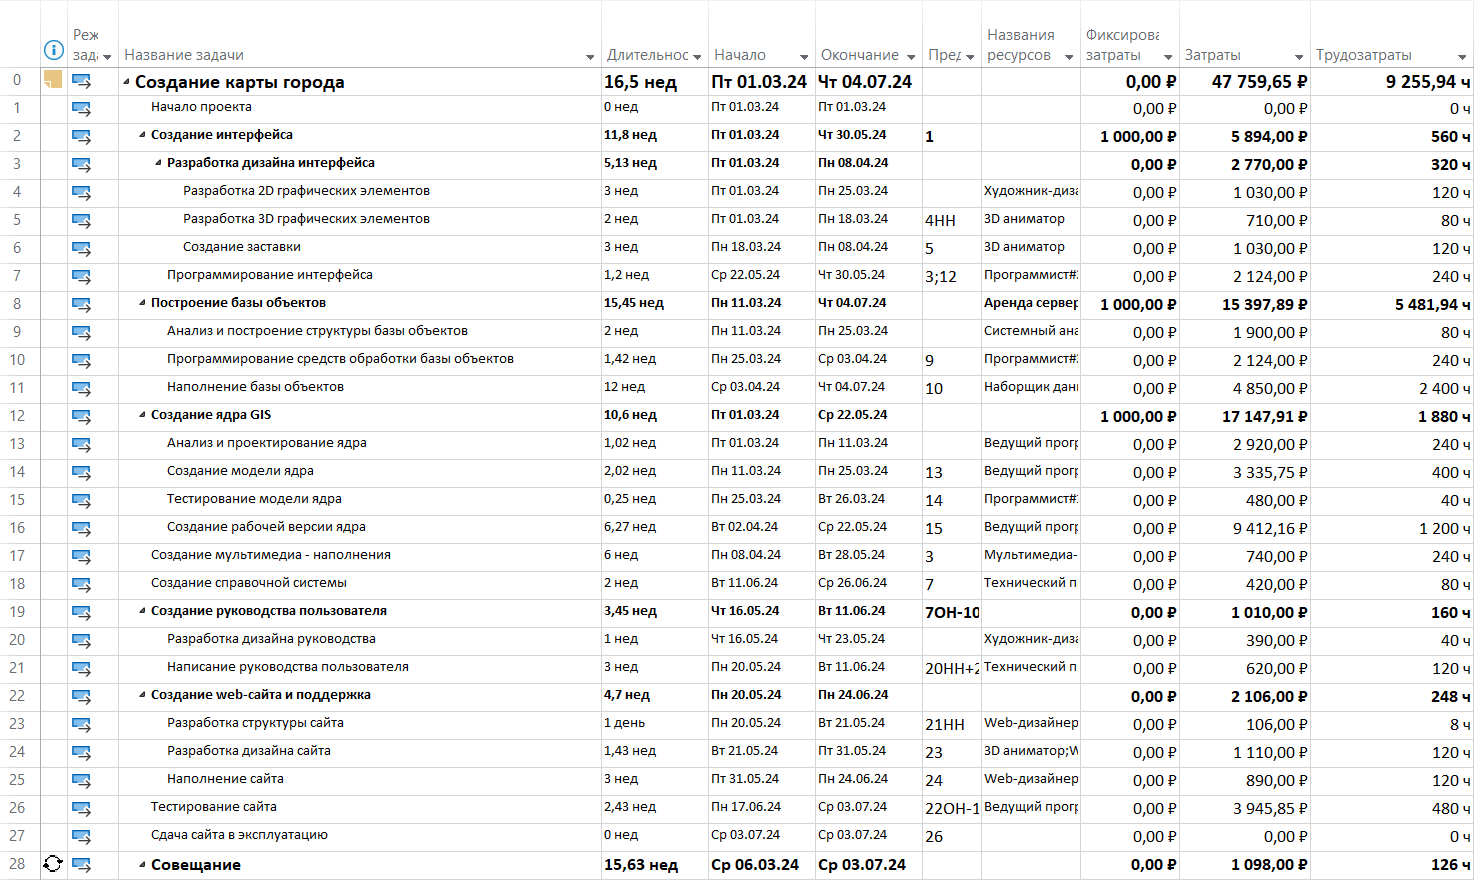 Реж зада Название задачи Длительнос Начало Окончание Пред Названия ресурсов Фиксирова затраты Затраты Трудозатраты
0 Создание карты города 16,5 нед Пт 01.03.24 Чт 04.07.24 0,00 ₽ 47 759,65 ₽ 9 255,94 ч
1 Начало проекта 0 нед Пт 01.03.24 Пт 01.03.24 0,00 ₽ 0,00 ₽ 0 ч
2 Создание интерфейса 11,8 нед Пт 01.03.24 Чт 30.05.24 1 1 000,00 ₽ 5 894,00 ₽ 560 ч
3 Разработка дизайна интерфейса 5,13 нед Пт 01.03.24 Пн 08.04.24 0,00 ₽ 2 770,00 ₽ 320 ч
4 Разработка 2D графических элементов 3 нед Пт 01.03.24 Пн 25.03.24 Художник-диза 0,00 ₽ 1 030,00 ₽ 120 ч
5 Разработка 3D графических элементов 2 нед Пт 01.03.24 Пн 18.03.24 4НН 3D аниматор 0,00 ₽ 710,00 ₽ 80 ч
6 Создание заставки 3 нед Пн 18.03.24 Пн 08.04.24 5 3D аниматор 0,00 ₽ 1 030,00 ₽ 120 ч
7 Программирование интерфейса 1,2 нед Ср 22.05.24 Чт 30.05.24 3;12 Программист#: 0,00 ₽ 2 124,00 ₽ 240 ч
8 Построение базы объектов 15,45 нед Пн 11.03.24 Чт 04.07.24 Аренда сервер 1 000,00 ₽ 15 397,89 ₽ 5 481,94 ч
9 Анализ и построение структуры базы объектов 2 нед Пн 11.03.24 Пн 25.03.24 Системный ана 0,00 ₽ 1 900,00 ₽ 80 ч
10 Программирование средств обработки базы объектов 1,42 нед Пн 25.03.24 Ср 03.04.24 9 Программист#: 0,00 ₽ 2 124,00 ₽ 240 ч
11 Наполнение базы объектов 12 нед Ср 03.04.24 Чт 04.07.24 10 Наборщик дан 0,00 ₽ 4 850,00 ₽ 2 400 ч
12 Создание ядра GIS 10,6 нед Пт 01.03.24 Ср 22.05.24 1 000,00 ₽ 17 147,91 ₽ 1 880 ч
13 Анализ и проектирование ядра 1,02 нед Пт 01.03.24 Пн 11.03.24 Ведущий прогр 0,00 ₽ 2 920,00 ₽ 240 ч
14 Создание модели ядра 2,02 нед Пн 11.03.24 Пн 25.03.24 13 Ведущий прогр 0,00 ₽ 3 335,75 ₽ 400 ч
15 Тестирование модели ядра 0,25 нед Пн 25.03.24 Вт 26.03.24 14 Программист#: 0,00 ₽ 480,00 ₽ 40 ч
16 Создание рабочей версии ядра 6,27 нед Вт 02.04.24 Ср 22.05.24 15 Ведущий прогр 0,00 ₽ 9 412,16 ₽ 1 200 ч
17 Создание мультимедиа - наполнения 6 нед Пн 08.04.24 Вт 28.05.24 3 Мультимедиа- 0,00 ₽ 740,00 ₽ 240 ч
18 Создание справочной системы 2 нед Вт 11.06.24 Ср 26.06.24 7 Технический п 0,00 ₽ 420,00 ₽ 80 ч
19 Создание руководства пользователя 3,45 нед Чт 16.05.24 Вт 11.06.24 7ОН-10 0,00 ₽ 1 010,00 ₽ 160 ч
20 Разработка дизайна руководства 1 нед Чт 16.05.24 Чт 23.05.24 Художник-диза 0,00 ₽ 390,00 ₽ 40 ч
21 Написание руководства пользователя 3 нед Пн 20.05.24 Вт 11.06.24 20НН+2 Технический п 0,00 ₽ 620,00 ₽ 120 ч
22 Создание web-сайта и поддержка 4,7 нед Пн 20.05.24 Пн 24.06.24 0,00 ₽ 2 106,00 ₽ 248 ч
23 Разработка структуры сайта 1 день Пн 20.05.24 Вт 21.05.24 21НН Web-дизайнер 0,00 ₽ 106,00 ₽ 8 ч
24 Разработка дизайна сайта 1,43 нед Вт 21.05.24 Пт 31.05.24 23 3D аниматор;W 0,00 ₽ 1 110,00 ₽ 120 ч
25 Наполнение сайта 3 нед Пт 31.05.24 Пн 24.06.24 24 Web-дизайнер 0,00 ₽ 890,00 ₽ 120 ч
26 Тестирование сайта 2,43 нед Пн 17.06.24 Ср 03.07.24 22ОН-1 Ведущий прогр 0,00 ₽ 3 945,85 ₽ 480 ч
27 Сдача сайта в эксплуатацию 0 нед Ср 03.07.24 Ср 03.07.24 26 0,00 ₽ 0,00 ₽ 0 ч
28 Совещание 15,63 нед Ср 06.03.24 Ср 03.07.24 0,00 ₽ 1 098,00 ₽ 126 ч